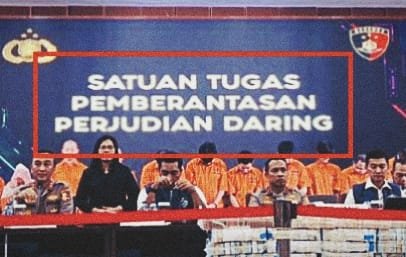 SATUAN TUGAS
PEMBERANTASAN
PERJUDIAN DARING